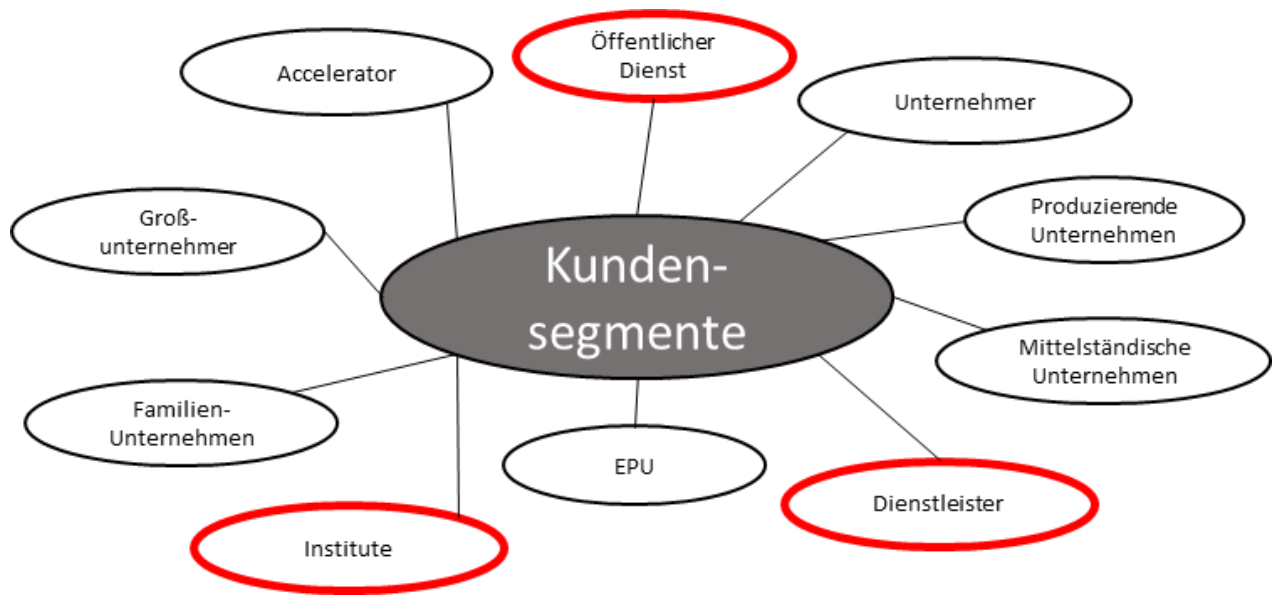 Öffentlicher
Dienst
Accelerator
Unternehmer
Groß-
unternehmer
Produzierende
Unternehmen
Kunden-
segmente
Mittelständische
Unternehmen
Familien-
Unternehmen
EPU
Dienstleister
Institute